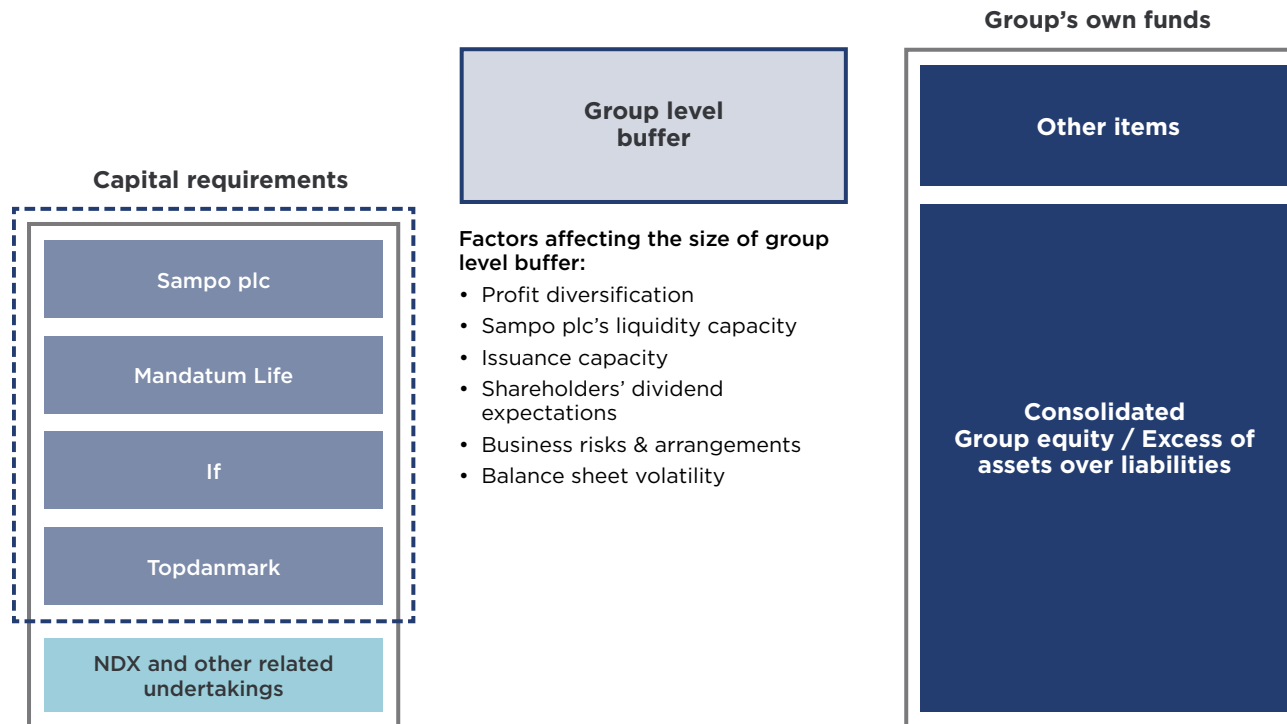 Capital requirements
Sampo plc
Mandatum Life
If
Topdanmark
NDX and other related
undertakings
Group level
buffer
Factors affecting the size of group
level buffer:
• Profit diversification
• Sampo plc's liquidity capacity
• Issuance capacity
• Shareholders' dividend
expectations
• Business risks & arrangements
• Balance sheet volatility
Group's own funds
Other items
Consolidated
Group equity / Excess of
assets over liabilities